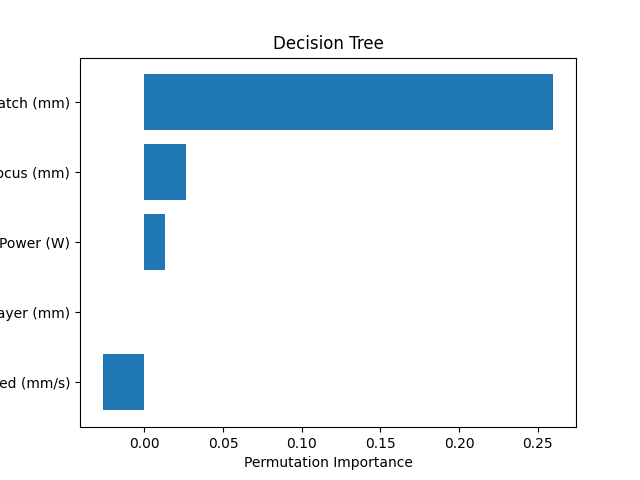 Decision Tree
atch (mm)
ocus (mm)
Power (W)
ayer (mm)
ed (mm/s)
0.00 0.05 0.10 0.15 0.20 0.25
Permutation Importance